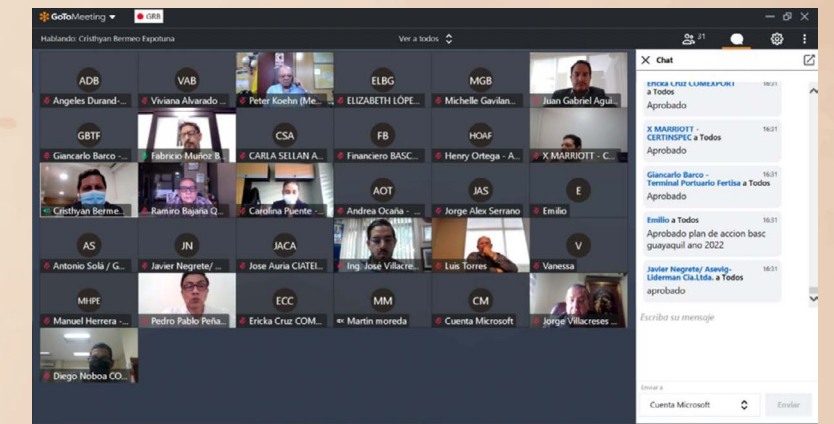 GoToMeeting
GRB
Hablando: Cristhyan Bermeo Expotuna
Ver a todos
31
ADB
Angeles Durand-...
VAB
Viviana Alvarado ...
Peter Koehn (Me...
ELBG
ELIZABETH LÓPE...
MGB
Michelle Gavilan...
Juan Gabriel Agui...
GBTF
Giancarlo Barco -...
Fabricio Muñoz B...
CSA
CARLA SELLAN A...
FB
Financiero BASC...
HOAF
Henry Ortega - A...
X MARRIOTT - C...
Cristhyan Berme...
Ramiro Bajaña Q...
Carolina Puente -...
AOT
Andrea Ocaña - ...
JAS
Jorge Alex Serrano
E
Emilio
AS
Antonio Solá / G...
JN
Javier Negrete/ ...
JACA
Jose Auria CIATEI...
Ing. José Villacre...
Luis Torres
V
Vanessa
MHPE
Manuel Herrera -...
Pedro Pablo Peña...
ECC
Ericka Cruz COM...
MM
Martin moreda
CM
Cuenta Microsoft
Jorge Villacreses ...
Diego Noboa CO...
X Chat
Ericka Cruz COMEXPORT 16:31
a Todos
Aprobado
X MARRIOTT - 16:31
CERTINSPEC a Todos
Aprobado
Giancarlo Barco - 16:31
Terminal Portuario Fertisa a Todos
Aprobado
Emilio a Todos 16:31
Aprobado plan de accion basc
guayaquil ano 2022
Javier Negrete/ Asevig- 16:31
Liderman Cia.Ltda. a Todos
aprobado
Escriba su mensaje
Enviar a
Cuenta Microsoft
Enviar